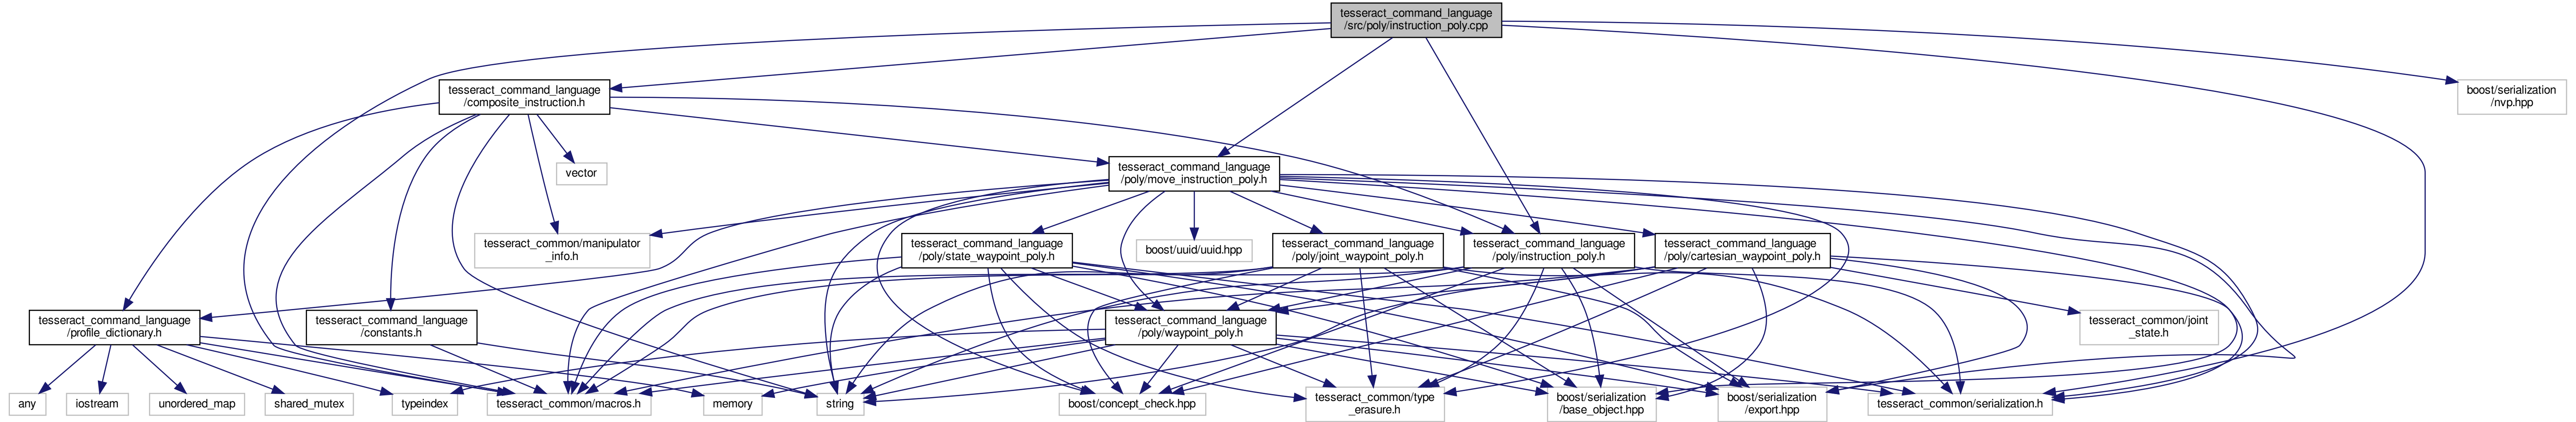 tesseract_command_language
/src/poly/instruction_poly.cpp
tesseract_command_language
/composite_instruction.h
boost/serialization
/nvp.hpp
tesseract_command_language
/poly/move_instruction_poly.h
vector
tesseract_common/manipulator
_info.h
boost/uuid/uuid.hpp
tesseract_command_language
/poly/state_waypoint_poly.h
tesseract_command_language
/poly/joint_waypoint_poly.h
tesseract_command_language
/poly/instruction_poly.h
tesseract_command_language
/poly/cartesian_waypoint_poly.h
tesseract_command_language
/profile_dictionary.h
tesseract_command_language
/constants.h
tesseract_command_language
/poly/waypoint_poly.h
tesseract_common/joint
_state.h
any
iostream
unordered_map
shared_mutex
typeindex
tesseract_common/macros.h
memory
string
boost/concept_check.hpp
tesseract_common/type
_erasure.h
boost/serialization
/base_object.hpp
boost/serialization
/export.hpp
tesseract_common/serialization.h